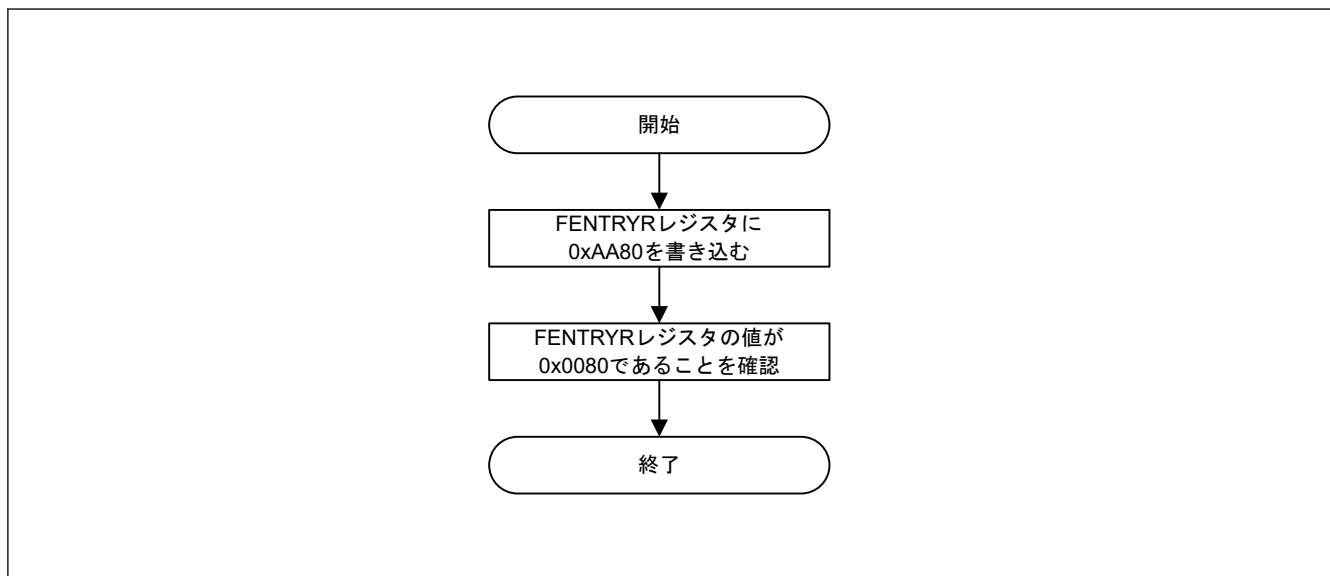 開始
FENTRYRレジスタに
0xAA80を書き込む
FENTRYRレジスタの値が
0x0080であることを確認
終了